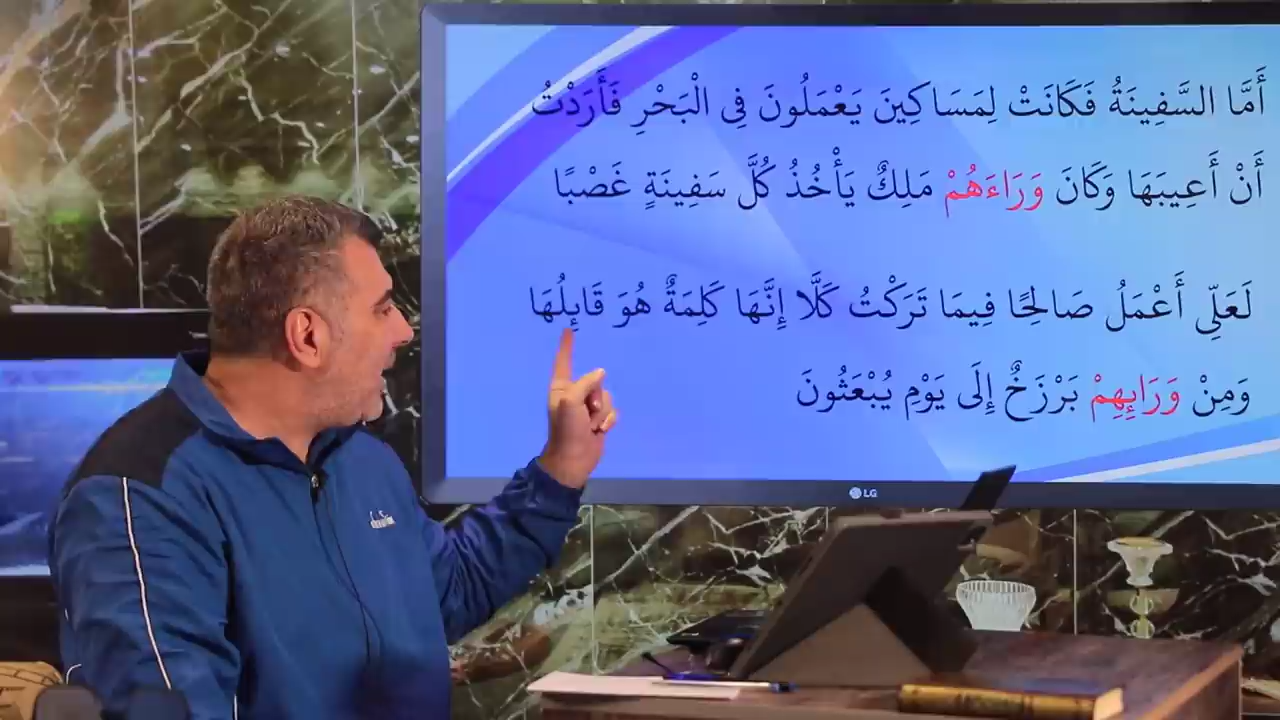 أَمَّا السَّفِينَةُ فَكَانَتْ لِمَسَاكِينَ يَعْمَلُونَ فِى الْبَحْرِ فَأَرَدْتُ
أَنْ أَعِيبَهَا وَكَانَ وَرَاءَهُمْ مَلِكٌ يَأْخُذُ كُلَّ سَفِينَةٍ غَصْبًا
لَعَلِّى أَعْمَلُ صَالِحًا فِيمَا تَرَكْتُ كَلَّا إِنَّهَا كَلِمَةٌ هُوَ قَائِلُهَا
وَمِنْ وَرَائِهِمْ بَرْزَخٌ إِلَى يَوْمِ يُبْعَثُونَ
LG